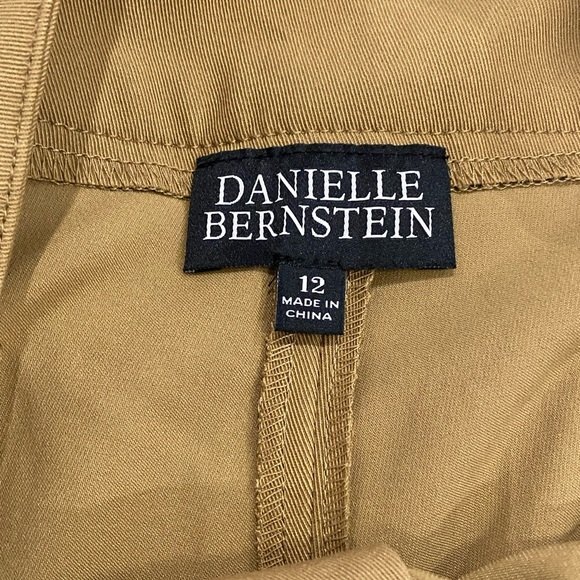 DANIELLE
BERNSTEIN
12
MADE IN
CHINA